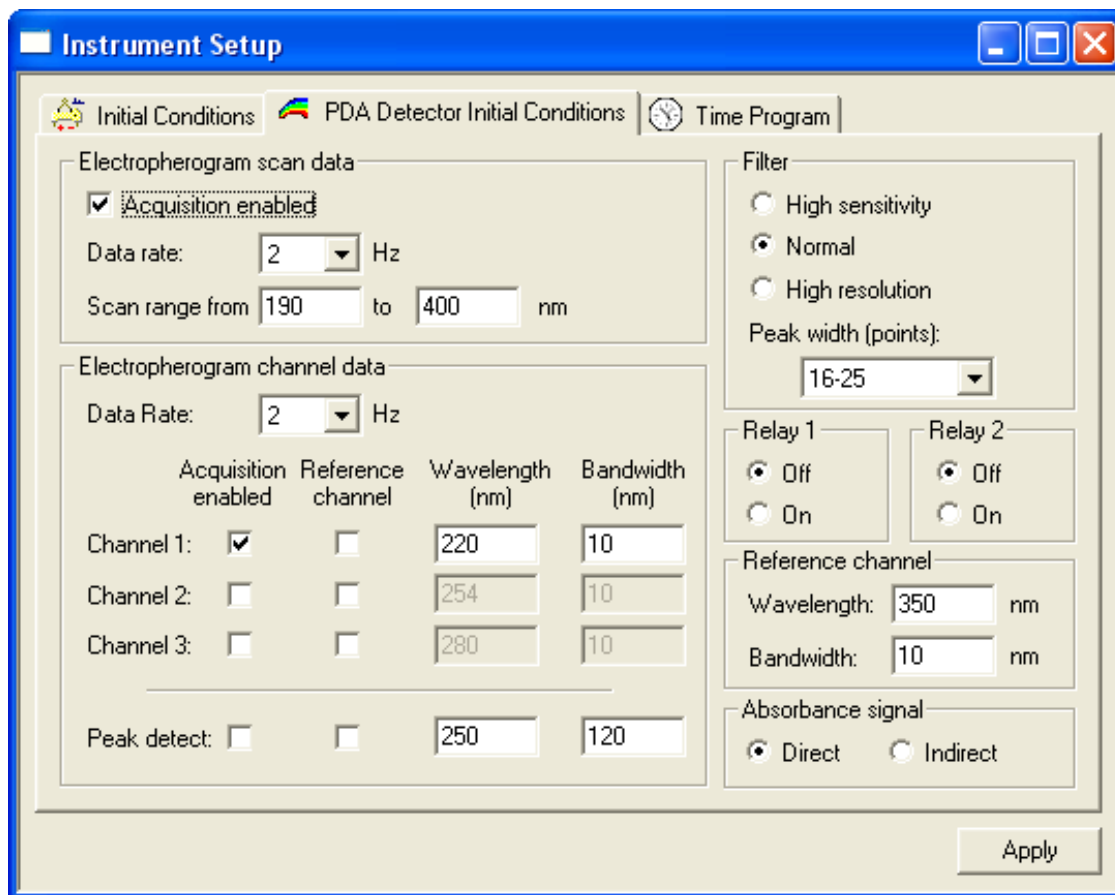 Instrument Setup
Initial Conditions
PDA Detector Initial Conditions
Time Program
Electropherogram scan data
Acquisition enabled
Data rate: 2 Hz
Scan range from 190 to 400 nm
Electropherogram channel data
Data Rate: 2 Hz
Acquisition Reference Wavelength Bandwidth
enabled channel (nm) (nm)
Channel 1: 220 10
Channel 2: 254 10
Channel 3: 280 10
Peak detect: 250 120
Filter
High sensitivity
Normal
High resolution
Peak width (points):
16-25
Relay 1
Off
On
Relay 2
Off
On
Reference channel
Wavelength: 350 nm
Bandwidth: 10 nm
Absorbance signal
Direct Indirect
Apply